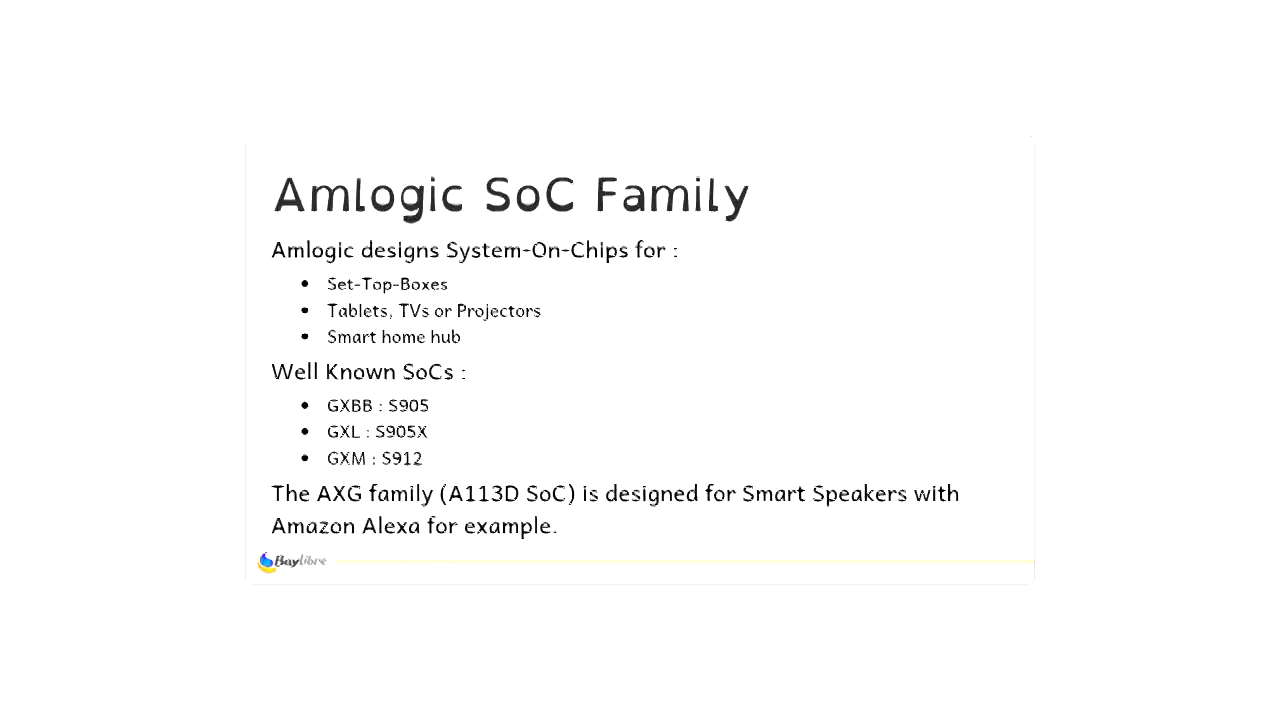 Amlogic SoC Family
Amlogic designs System-On-Chips for :
• Set-Top-Boxes
• Tablets, TVs or Projectors
• Smart home hub
Well Known SoCs :
• GXBB : S905
• GXL : S905X
• GXM : S912
The AXG family (A113D SoC) is designed for Smart Speakers with
Amazon Alexa for example.
Baylibre